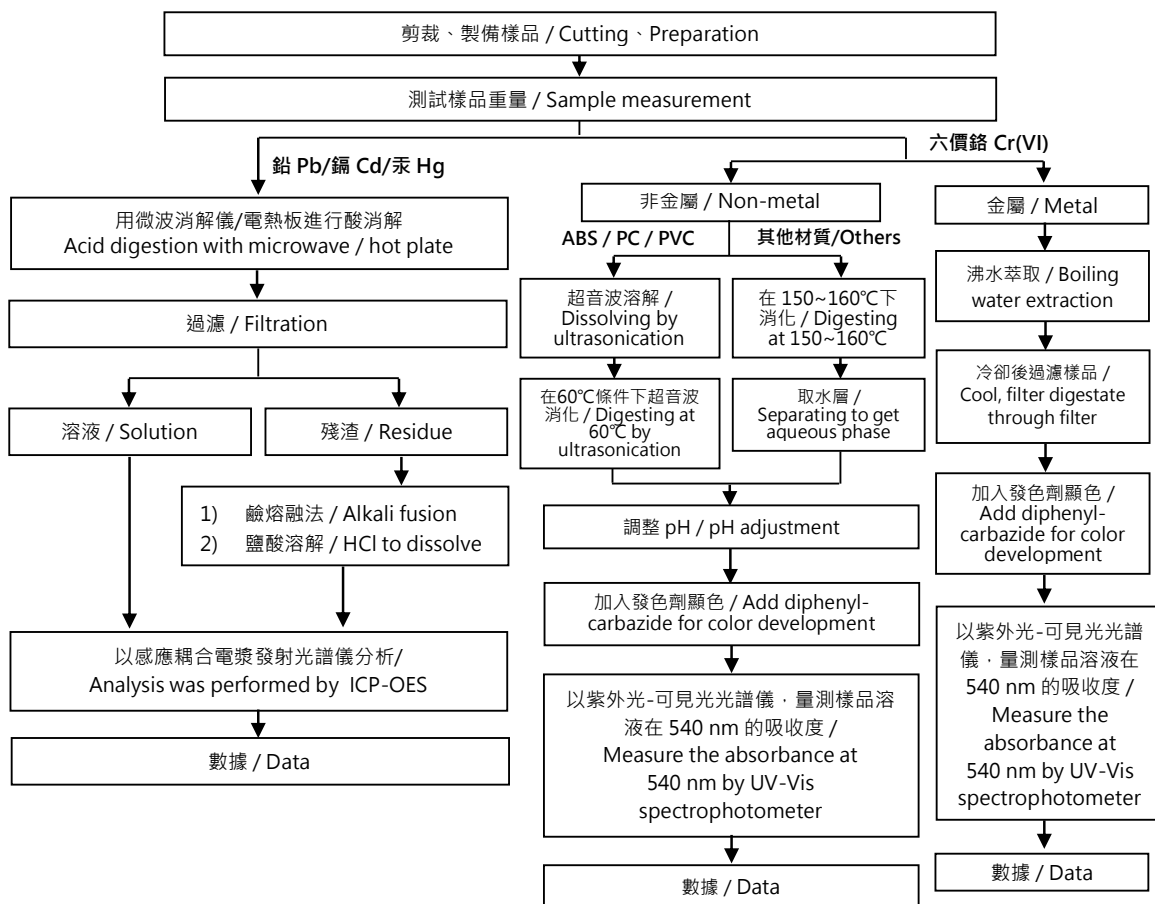 剪裁、製備樣品 / Cutting、Preparation
測試樣品重量 / Sample measurement
鉛 Pb/鎘 Cd/汞 Hg
用微波消解儀/電熱板進行酸消解
Acid digestion with microwave / hot plate
過濾 / Filtration
溶液 / Solution
殘渣 / Residue
1) 鹼熔融法 / Alkali fusion
2) 鹽酸溶解 / HCl to dissolve
以感應耦合電漿發射光譜儀分析/
Analysis was performed by ICP-OES
數據 / Data
六價鉻 Cr(VI)
非金屬 / Non-metal
ABS / PC / PVC
超音波溶解 /
Dissolving by
ultrasonication
在60℃條件下超音波
消化 / Digesting at
60℃ by
ultrasonication
其他材質/Others
在 150~160℃下
消化 / Digesting
at 150~160℃
取水層 /
Separating to get
aqueous phase
調整 pH / pH adjustment
加入發色劑顯色 / Add diphenyl-
carbazide for color development
以紫外光-可見光光譜儀，量測樣品溶
液在 540 nm 的吸收度 /
Measure the absorbance at
540 nm by UV-Vis
spectrophotometer
數據 / Data
金屬 / Metal
沸水萃取 / Boiling
water extraction
冷卻後過濾樣品 /
Cool, filter digestate
through filter
加入發色劑顯色 /
Add diphenyl-
carbazide for color
development
以紫外光-可見光光譜
儀，量測樣品溶液在
540 nm 的吸收度 /
Measure the
absorbance at
540 nm by UV-Vis
spectrophotometer
數據 / Data